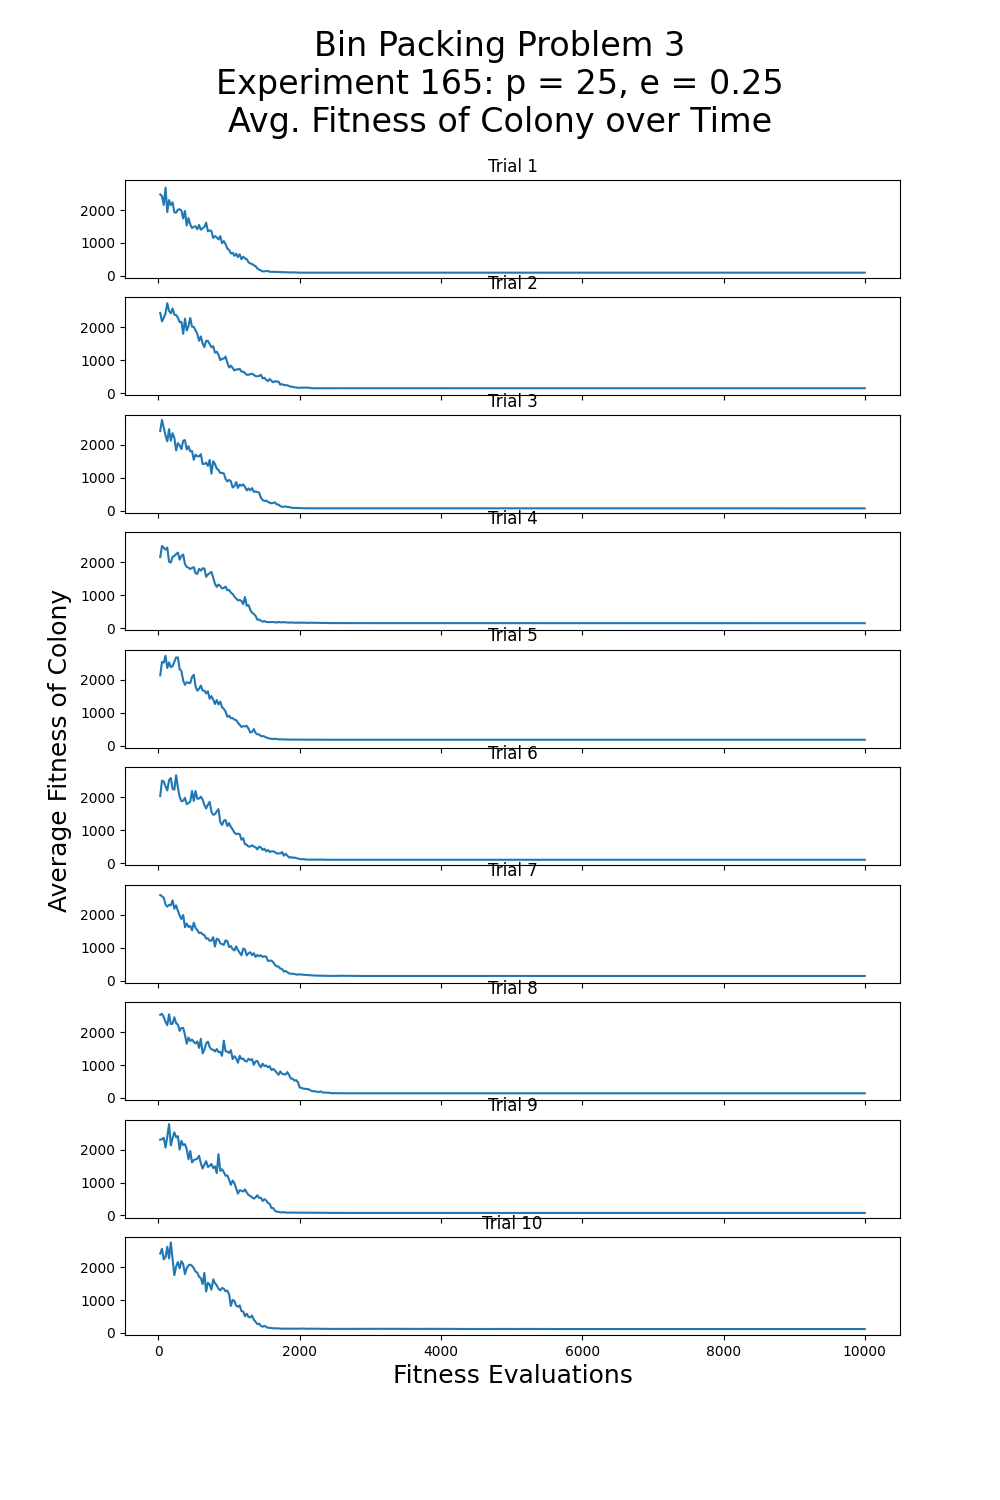 Bin Packing Problem 3
Experiment 165: p = 25, e = 0.25
Avg. Fitness of Colony over Time
Trial 1
2000
1000
0
Trial 2
2000
1000
0
Trial 3
2000
1000
0
Trial 4
2000
1000
0
Trial 5
2000
1000
0
Trial 6
2000
1000
0
Trial 7
2000
1000
0
Trial 8
2000
1000
0
Trial 9
2000
1000
0
Trial 10
2000
1000
0
0 2000 4000 6000 8000 10000
Fitness Evaluations
Average Fitness of Colony